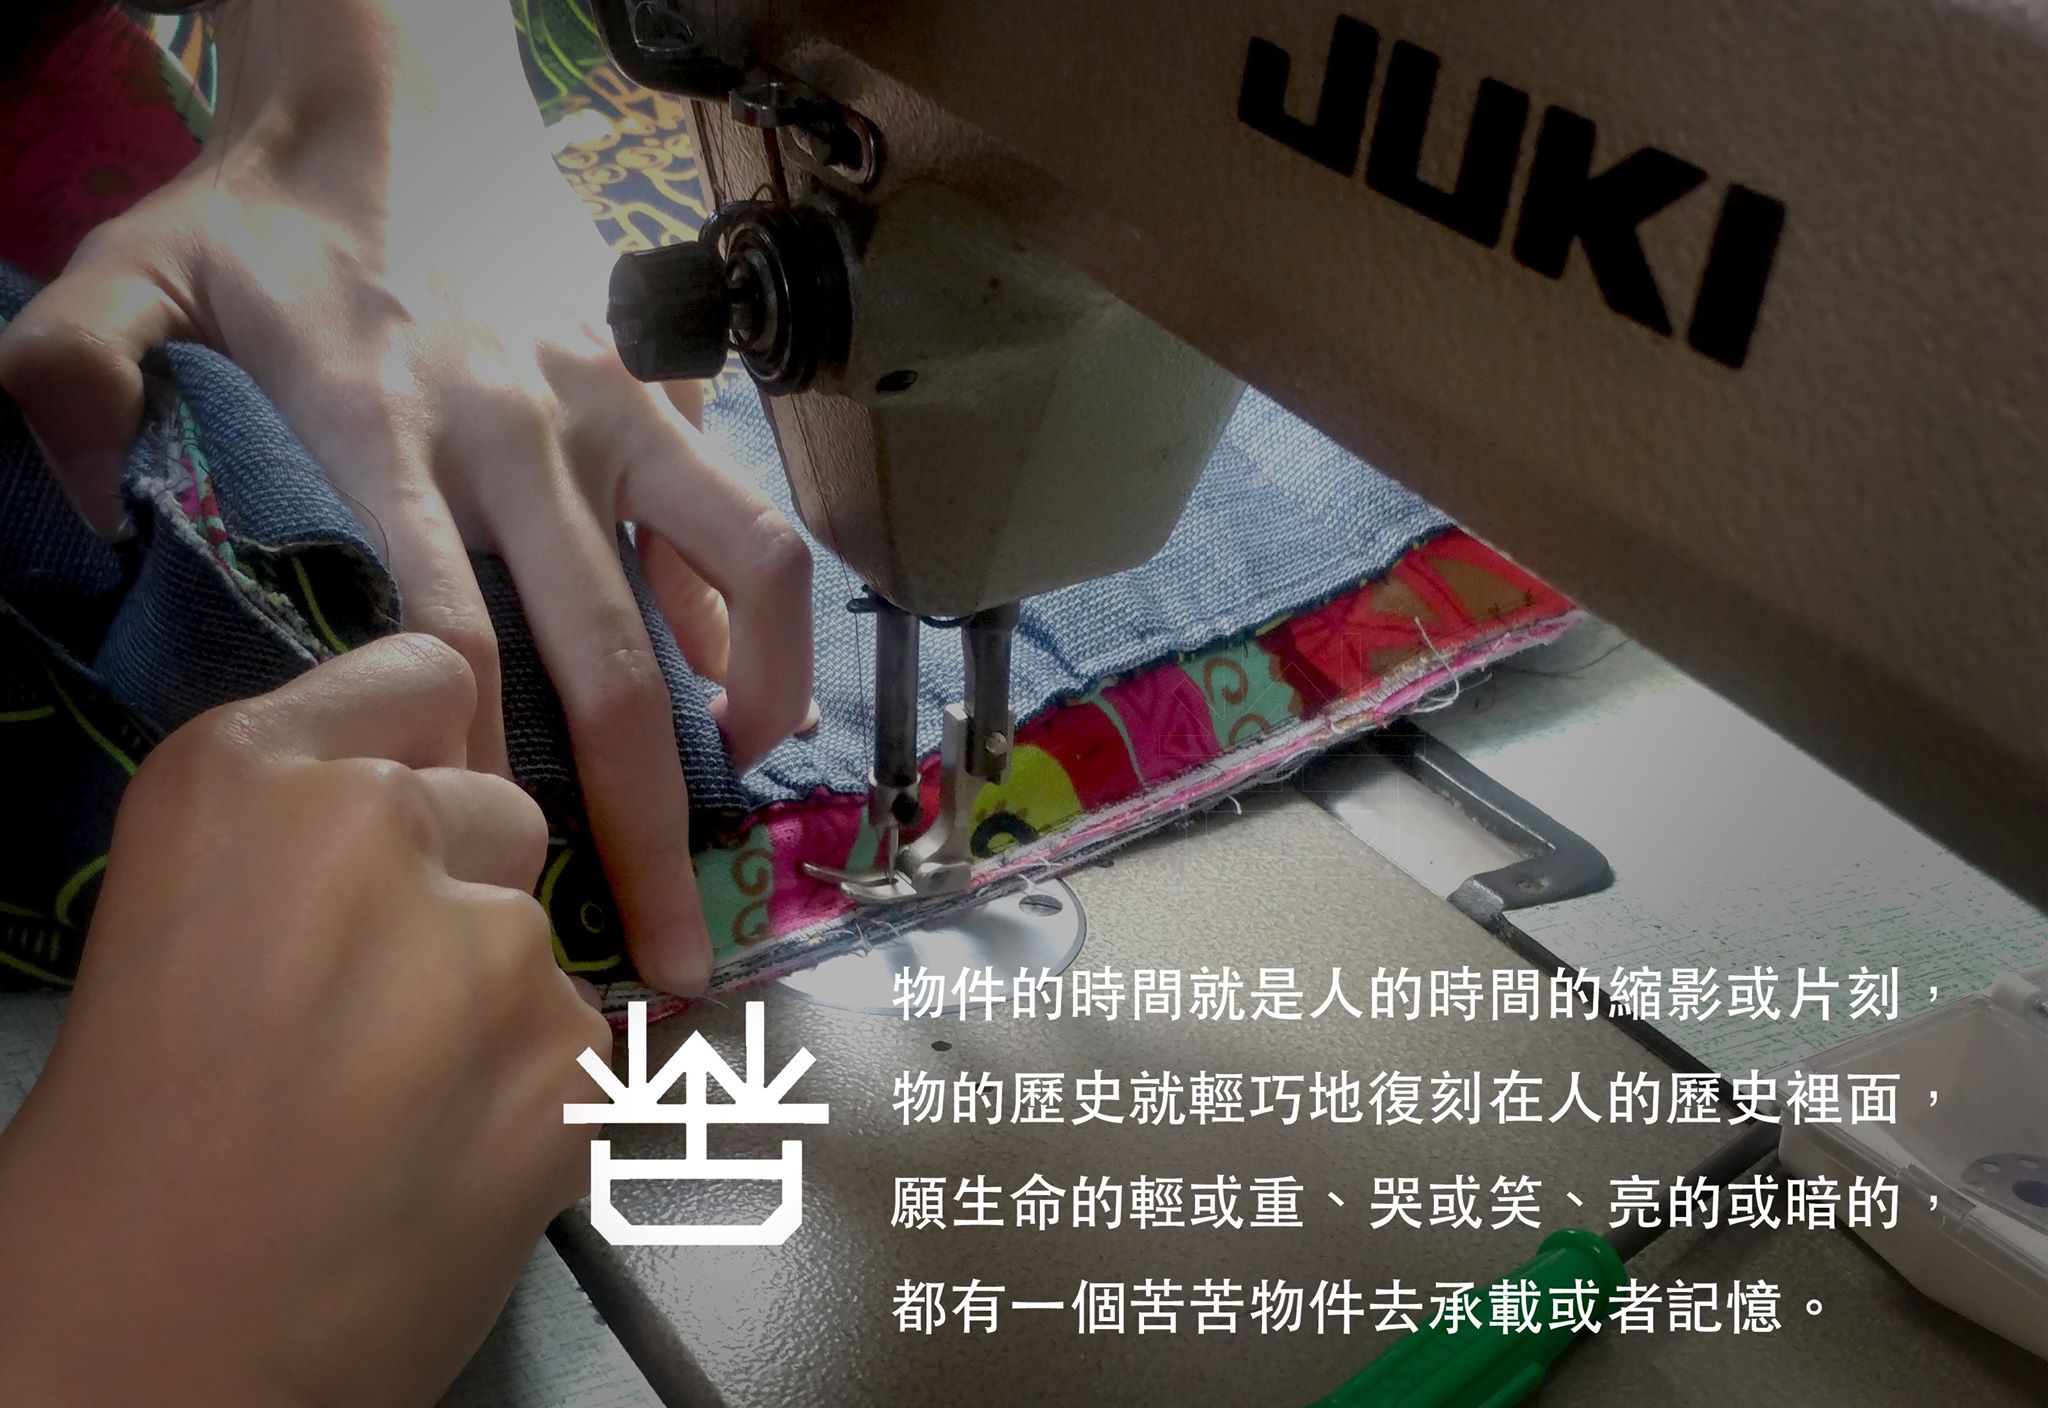 JUKI
物件的時間就是人的時間的縮影或片刻，
物的歷史就輕巧地復刻在人的歷史裡面，
願生命的輕或重、哭或笑、亮的或暗的，
都有一個苦苦物件去承載或者記憶。